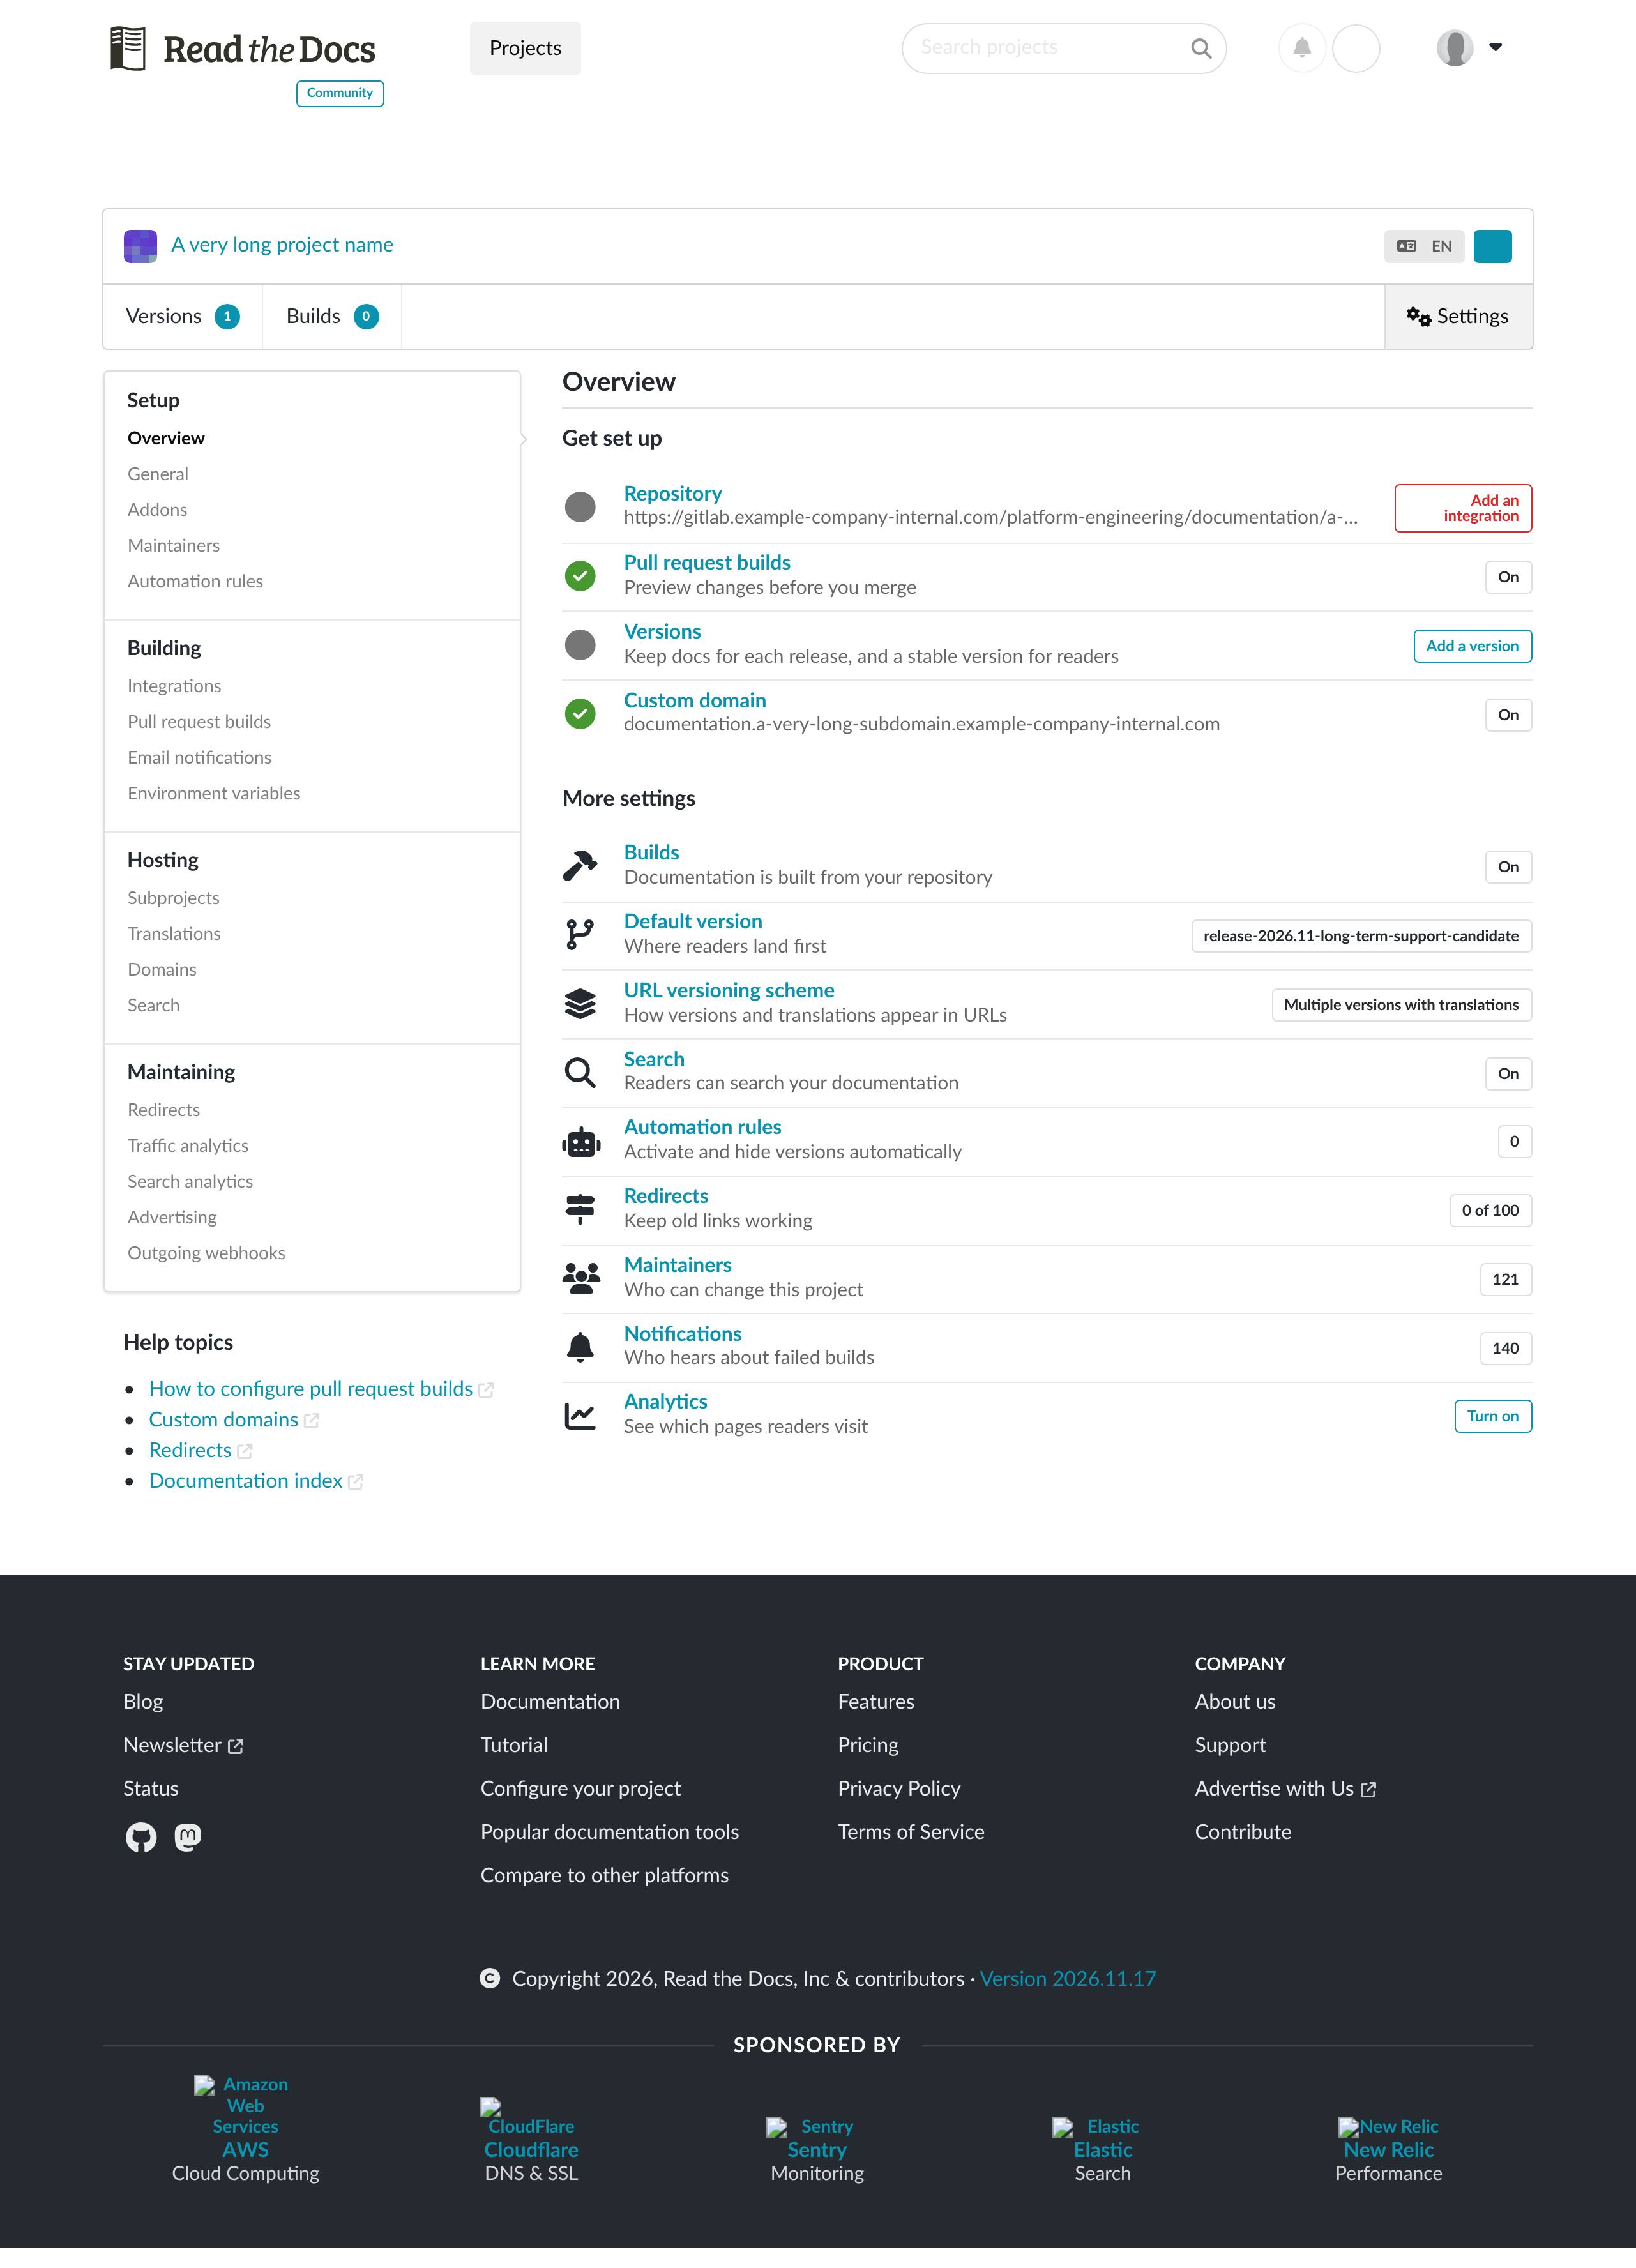 Read the Docs
Community
Projects
Search projects
A very long project name
EN
Versions 1
Builds 0
Settings
Setup
Overview
General
Addons
Maintainers
Automation rules
Building
Integrations
Pull request builds
Email notifications
Environment variables
Hosting
Subprojects
Translations
Domains
Search
Maintaining
Redirects
Traffic analytics
Search analytics
Advertising
Outgoing webhooks
Help topics
How to configure pull request builds
Custom domains
Redirects
Documentation index
Overview
Get set up
Repository
https://gitlab.example-company-internal.com/platform-engineering/documentation/a-...
Add an
integration
Pull request builds
Preview changes before you merge
On
Versions
Keep docs for each release, and a stable version for readers
Add a version
Custom domain
documentation.a-very-long-subdomain.example-company-internal.com
On
More settings
Builds
Documentation is built from your repository
On
Default version
Where readers land first
release-2026.11-long-term-support-candidate
URL versioning scheme
How versions and translations appear in URLs
Multiple versions with translations
Search
Readers can search your documentation
On
Automation rules
Activate and hide versions automatically
0
Redirects
Keep old links working
0 of 100
Maintainers
Who can change this project
121
Notifications
Who hears about failed builds
140
Analytics
See which pages readers visit
Turn on
STAY UPDATED
Blog
Newsletter
Status
LEARN MORE
Documentation
Tutorial
Configure your project
Popular documentation tools
Compare to other platforms
PRODUCT
Features
Pricing
Privacy Policy
Terms of Service
COMPANY
About us
Support
Advertise with Us
Contribute
Copyright 2026, Read the Docs, Inc & contributors · Version 2026.11.17
SPONSORED BY
Amazon
Web
Services
AWS
Cloud Computing
CloudFlare
Cloudflare
DNS & SSL
Sentry
Sentry
Monitoring
Elastic
Elastic
Search
New Relic
New Relic
Performance